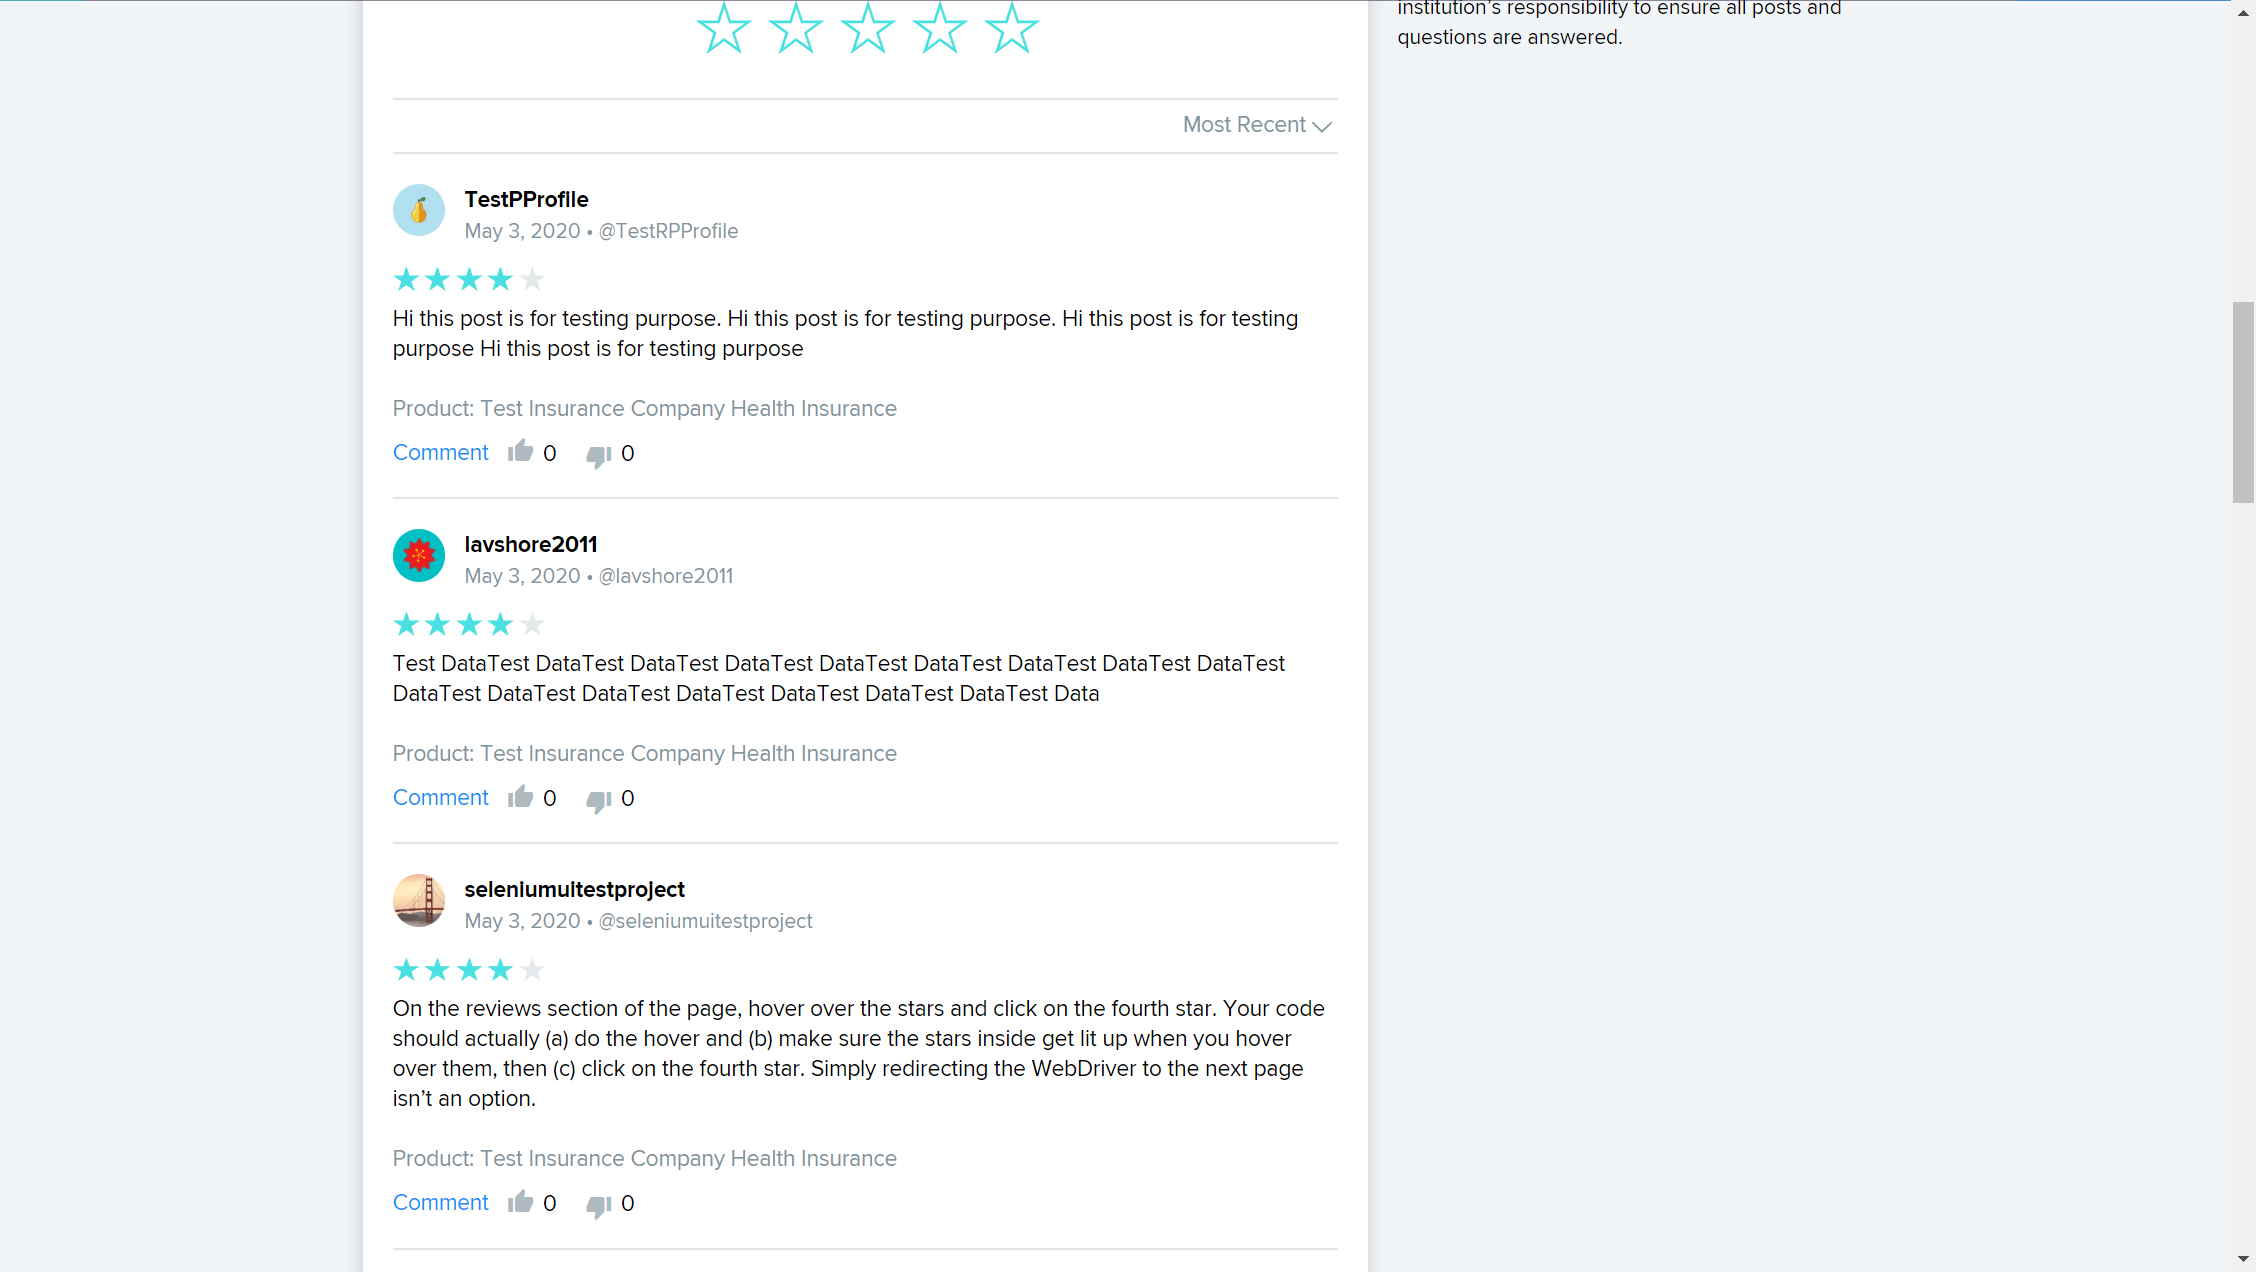 institution’s responsibility to ensure all posts and
questions are answered.
Most Recent
TestPProfile
May 3, 2020 • @TestRPProfile
Hi this post is for testing purpose. Hi this post is for testing purpose. Hi this post is for testing
purpose Hi this post is for testing purpose
Product: Test Insurance Company Health Insurance
Comment 0 0
lavshore2011
May 3, 2020 • @lavshore2011
Test DataTest DataTest DataTest DataTest DataTest DataTest DataTest DataTest DataTest
DataTest DataTest DataTest DataTest DataTest DataTest DataTest Data
Product: Test Insurance Company Health Insurance
Comment 0 0
seleniumuitestproject
May 3, 2020 • @seleniumuitestproject
On the reviews section of the page, hover over the stars and click on the fourth star. Your code
should actually (a) do the hover and (b) make sure the stars inside get lit up when you hover
over them, then (c) click on the fourth star. Simply redirecting the WebDriver to the next page
isn’t an option.
Product: Test Insurance Company Health Insurance
Comment 0 0